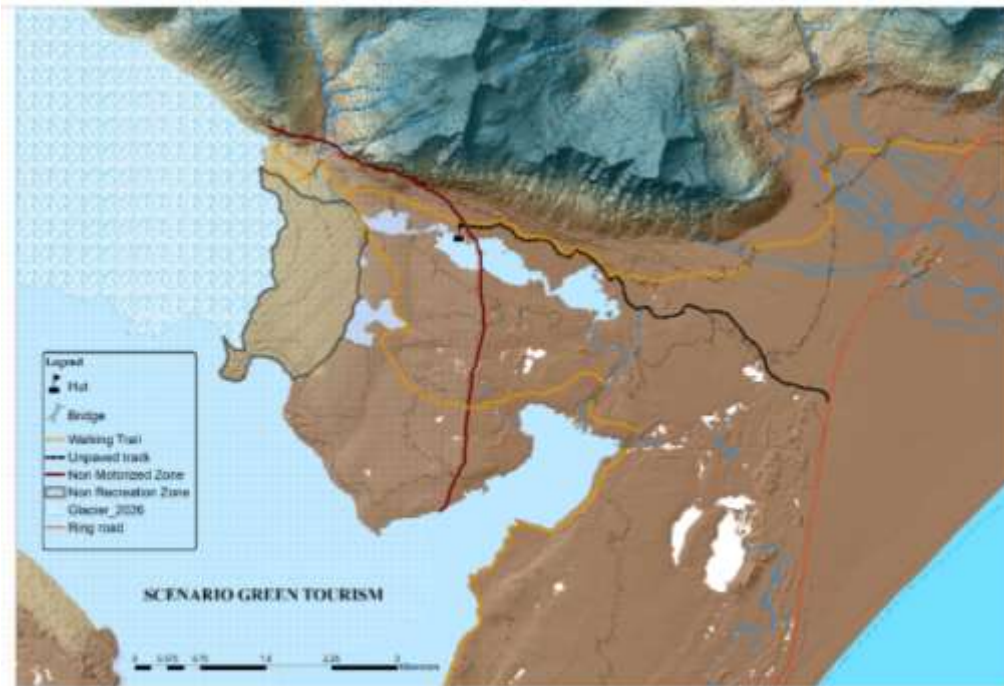 Legend
Hut
Bridge
Walking Trail
Unpaved track
Non Motorized Zone
Non Recreation Zone
Glacier_2026
Ring road
SCENARIO GREEN TOURISM